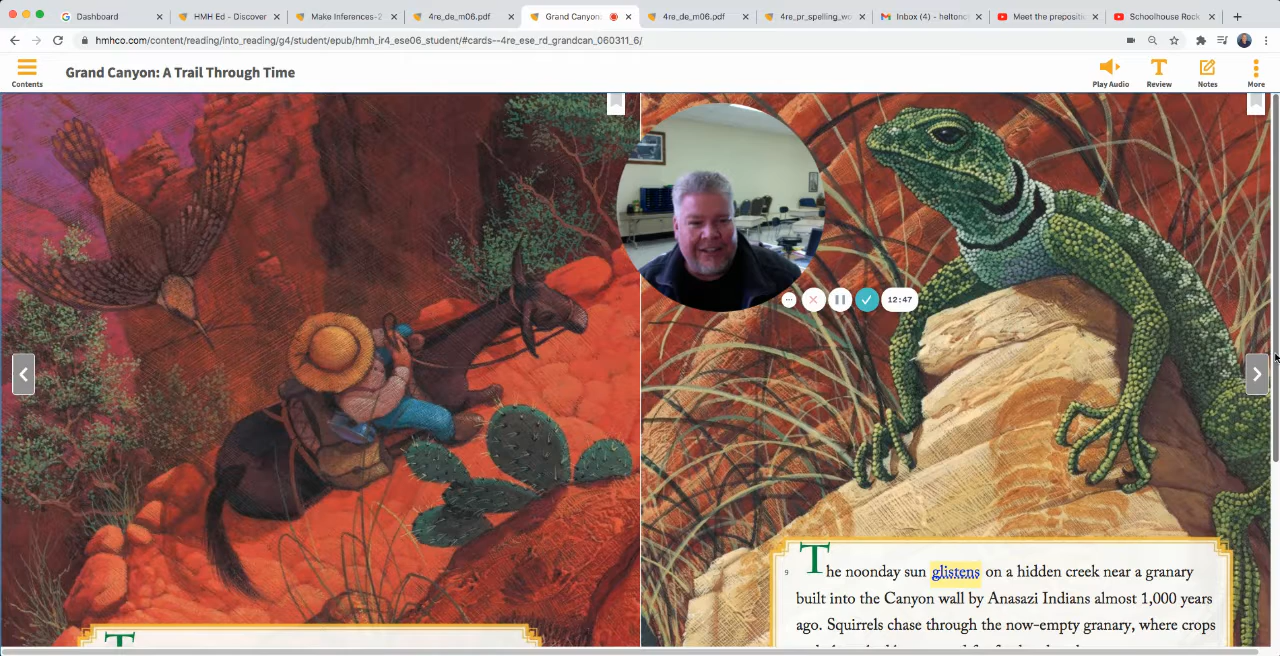 Dashboard
HMH Ed - Discover
Make Inferences-2
4re_de_m06.pdf
Grand Canyon:
4re_de_m06.pdf
4re_pr_spelling_wo
Inbox (4) - heltonc
Meet the prepositi
Schoolhouse Rock
hmhco.com/content/reading/into_reading/g4/student/epub/hmh_ir4_ese06_student/#cards--4re_ese_rd_grandcan_060311_6/
Contents
Grand Canyon: A Trail Through Time
Play Audio
Review
Notes
More
12:47
T
9
The noonday sun glistens on a hidden creek near a granary
built into the Canyon wall by Anasazi Indians almost 1,000 years
ago. Squirrels chase through the now-empty granary, where crops